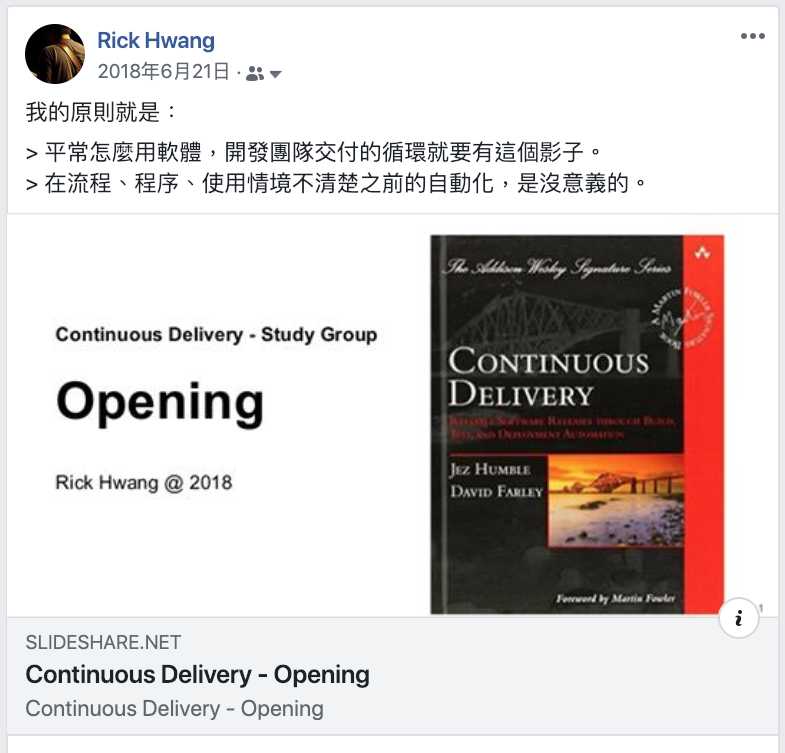 Rick Hwang
2018年6月21日 ·
我的原則就是：
> 平常怎麼用軟體，開發團隊交付的循環就要有這個影子。
> 在流程、程序、使用情境不清楚之前的自動化，是沒意義的。
Continuous Delivery - Study Group
Opening
Rick Hwang @ 2018
The Addison Wesley Signature Series
A MARTIN FOWLER SIGNATURE BOOK
CONTINUOUS
DELIVERY
RELIABLE SOFTWARE RELEASES THROUGH BUILD,
TEST, AND DEPLOYMENT AUTOMATION
JEZ HUMBLE
DAVID FARLEY
Foreword by Martin Fowler
1
i
SLIDESHARE.NET
Continuous Delivery - Opening
Continuous Delivery - Opening